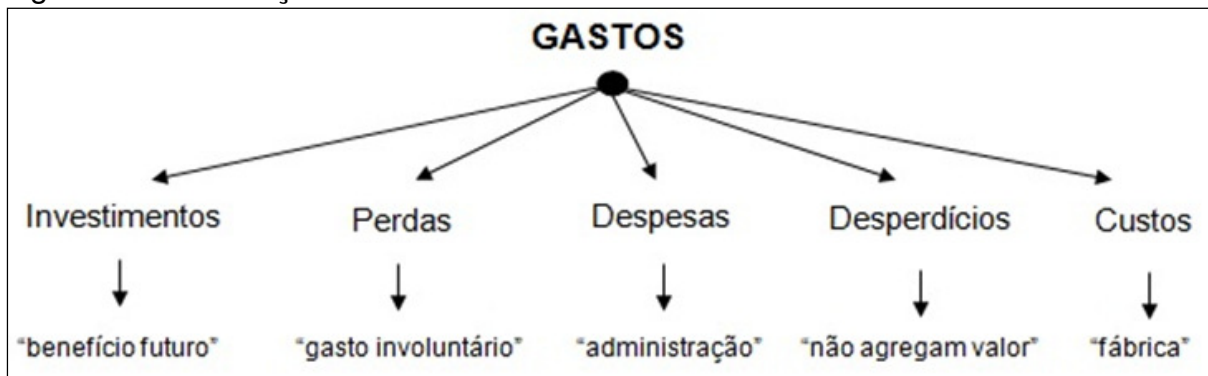 GASTOS
Investimentos Perdas Despesas Desperdícios Custos
"benefício futuro" "gasto involuntário" "administração" "não agregam valor" "fábrica"